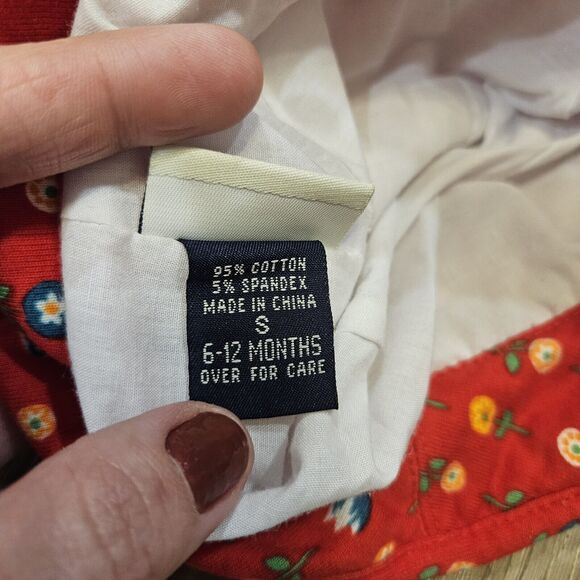 95% COTTON
5% SPANDEX
MADE IN CHINA
S
6-12 MONTHS
OVER FOR CARE